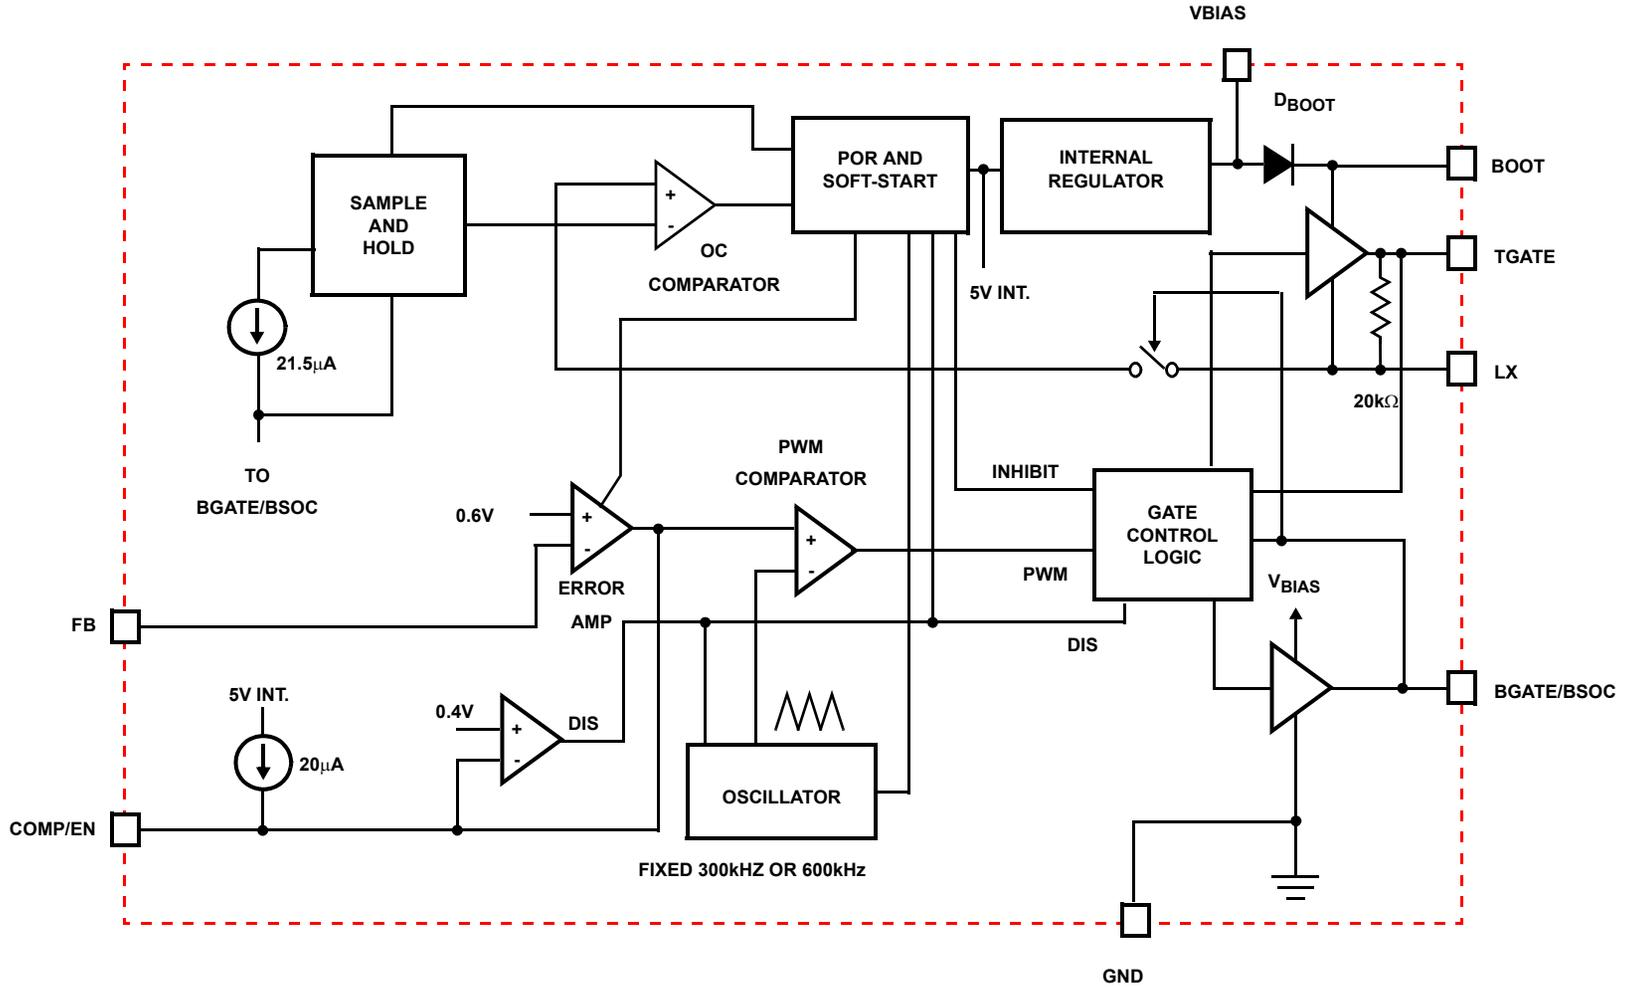 VBIAS
DBOOT
BOOT
POR AND
SOFT-START
INTERNAL
REGULATOR
SAMPLE
AND
HOLD
+
-
OC
COMPARATOR
5V INT.
TGATE
21.5µA
LX
20kΩ
TO
BGATE/BSOC
PWM
COMPARATOR
INHIBIT
0.6V
+
-
ERROR
AMP
+
-
PWM
GATE
CONTROL
LOGIC
VBIAS
FB
DIS
5V INT.
20µA
0.4V
+
-
DIS
OSCILLATOR
FIXED 300kHZ OR 600kHz
BGATE/BSOC
COMP/EN
GND